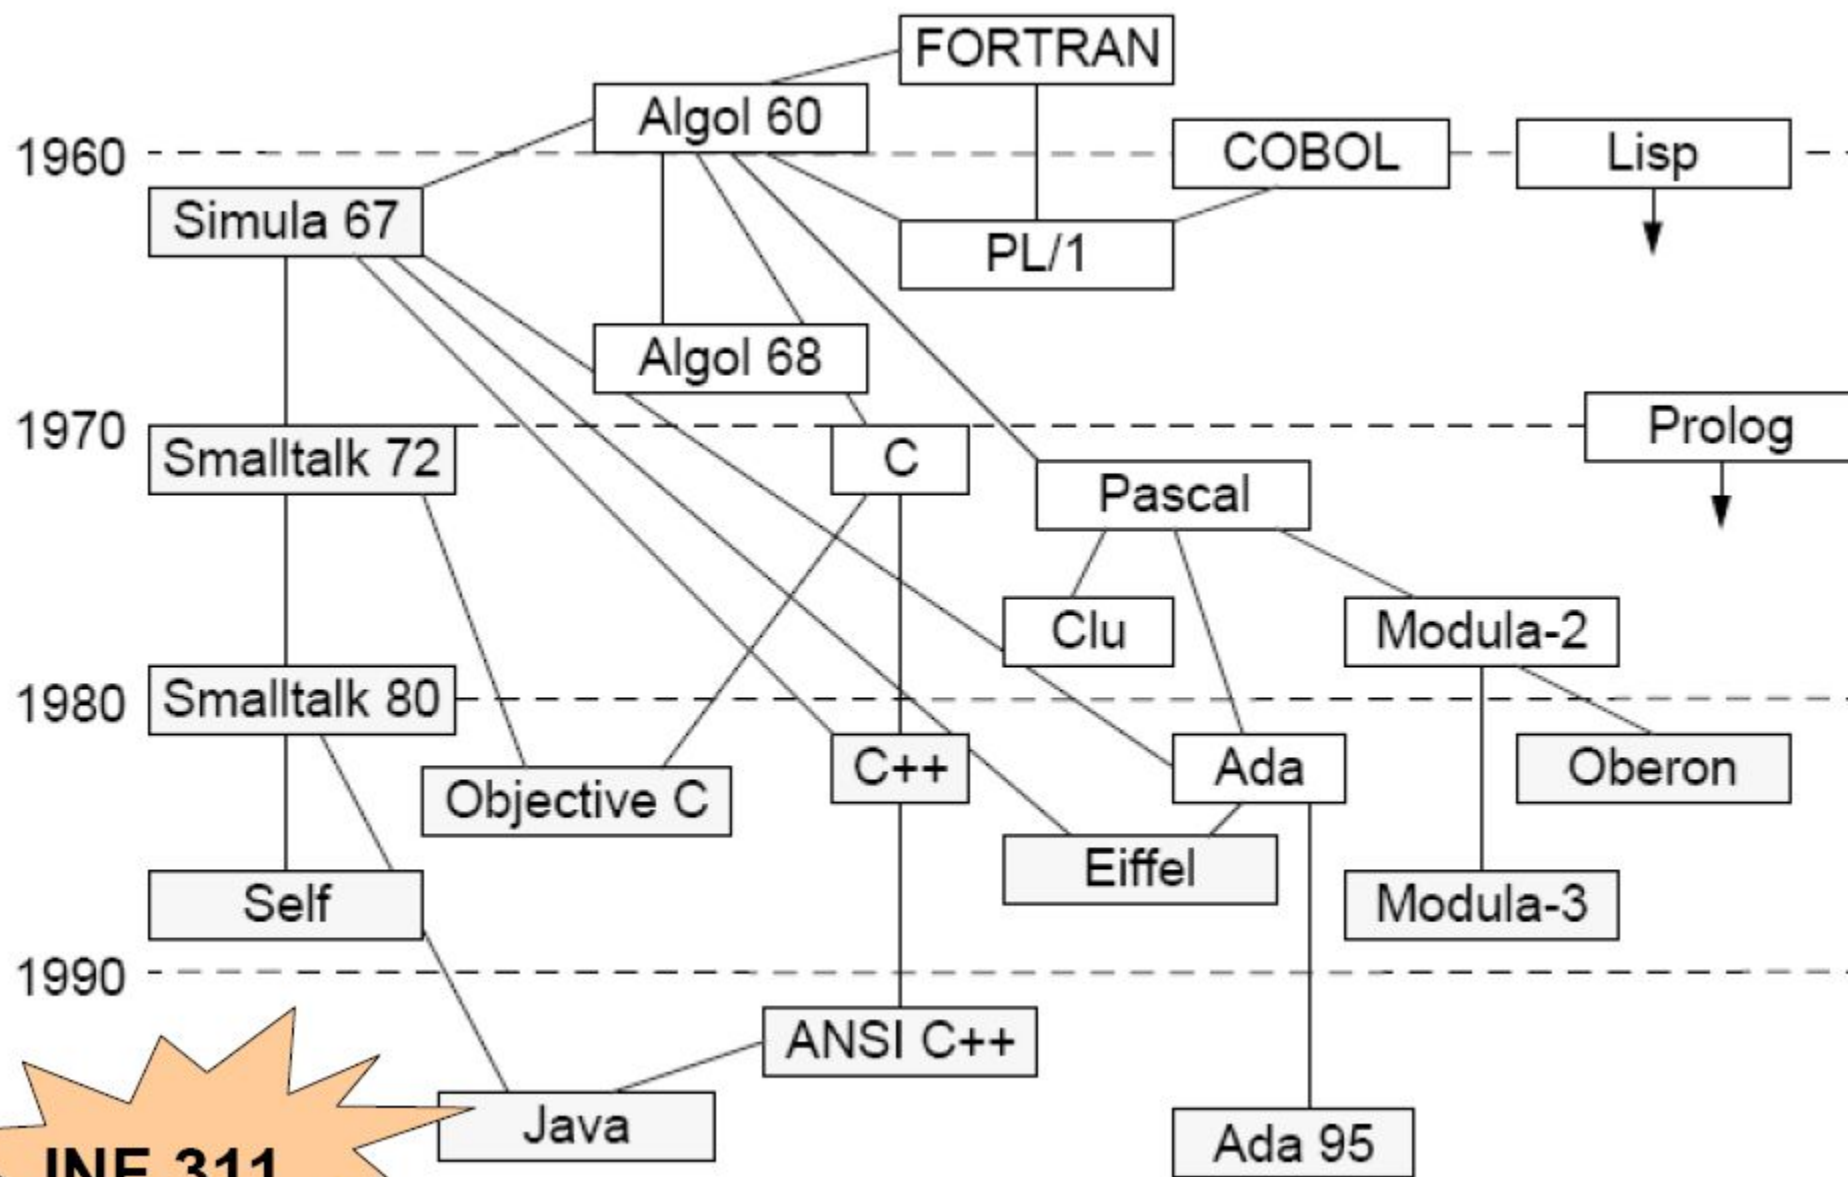 FORTRAN
Algol 60
1960
COBOL
Lisp
Simula 67
PL/1
Algol 68
1970
Prolog
Smalltalk 72
C
Pascal
Clu
Modula-2
1980
Smalltalk 80
C++
Ada
Oberon
Objective C
Eiffel
Self
Modula-3
1990
ANSI C++
Java
Ada 95